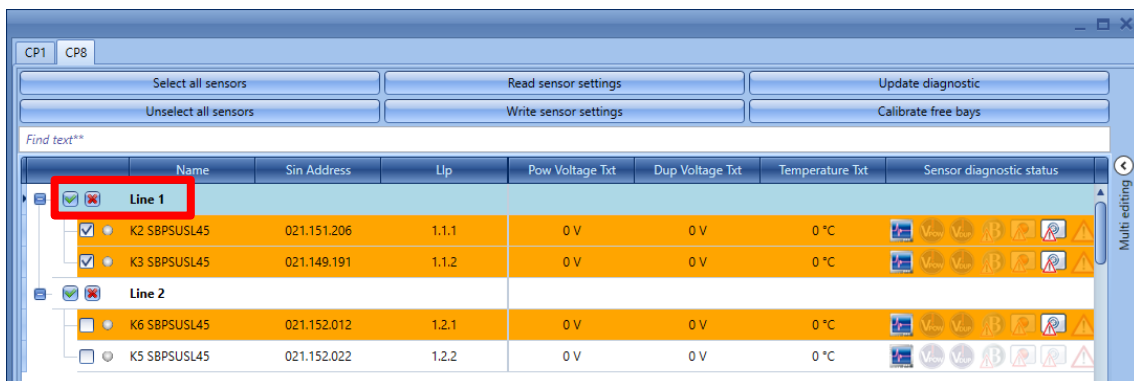 CP1 CP8
Select all sensors Read sensor settings Update diagnostic
Unselect all sensors Write sensor settings Calibrate free bays
Find text**
Name Sin Address Llp Pow Voltage Txt Dup Voltage Txt Temperature Txt Sensor diagnostic status
Line 1
K2 SBPSUSL45 021.151.206 1.1.1 0 V 0 V 0 °C
K3 SBPSUSL45 021.149.191 1.1.2 0 V 0 V 0 °C
Line 2
K6 SBPSUSL45 021.152.012 1.2.1 0 V 0 V 0 °C
K5 SBPSUSL45 021.152.022 1.2.2 0 V 0 V 0 °C
Multi editing